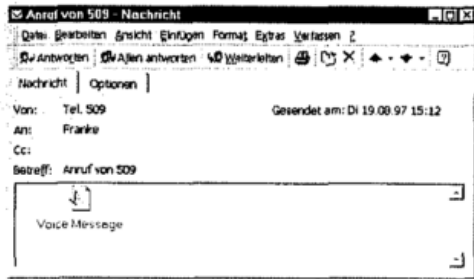 Anruf von 509 - Nachricht
Datei Bearbeiten Ansicht Einfügen Format Extras Verfassen ?
Antworten Allen antworten Weiterleiten
Nachricht Optionen
Von: Tel. 509 Gesendet am: Di 19.08.97 15:12
An: Franke
Cc:
Betreff: Anruf von 509
Voice Message